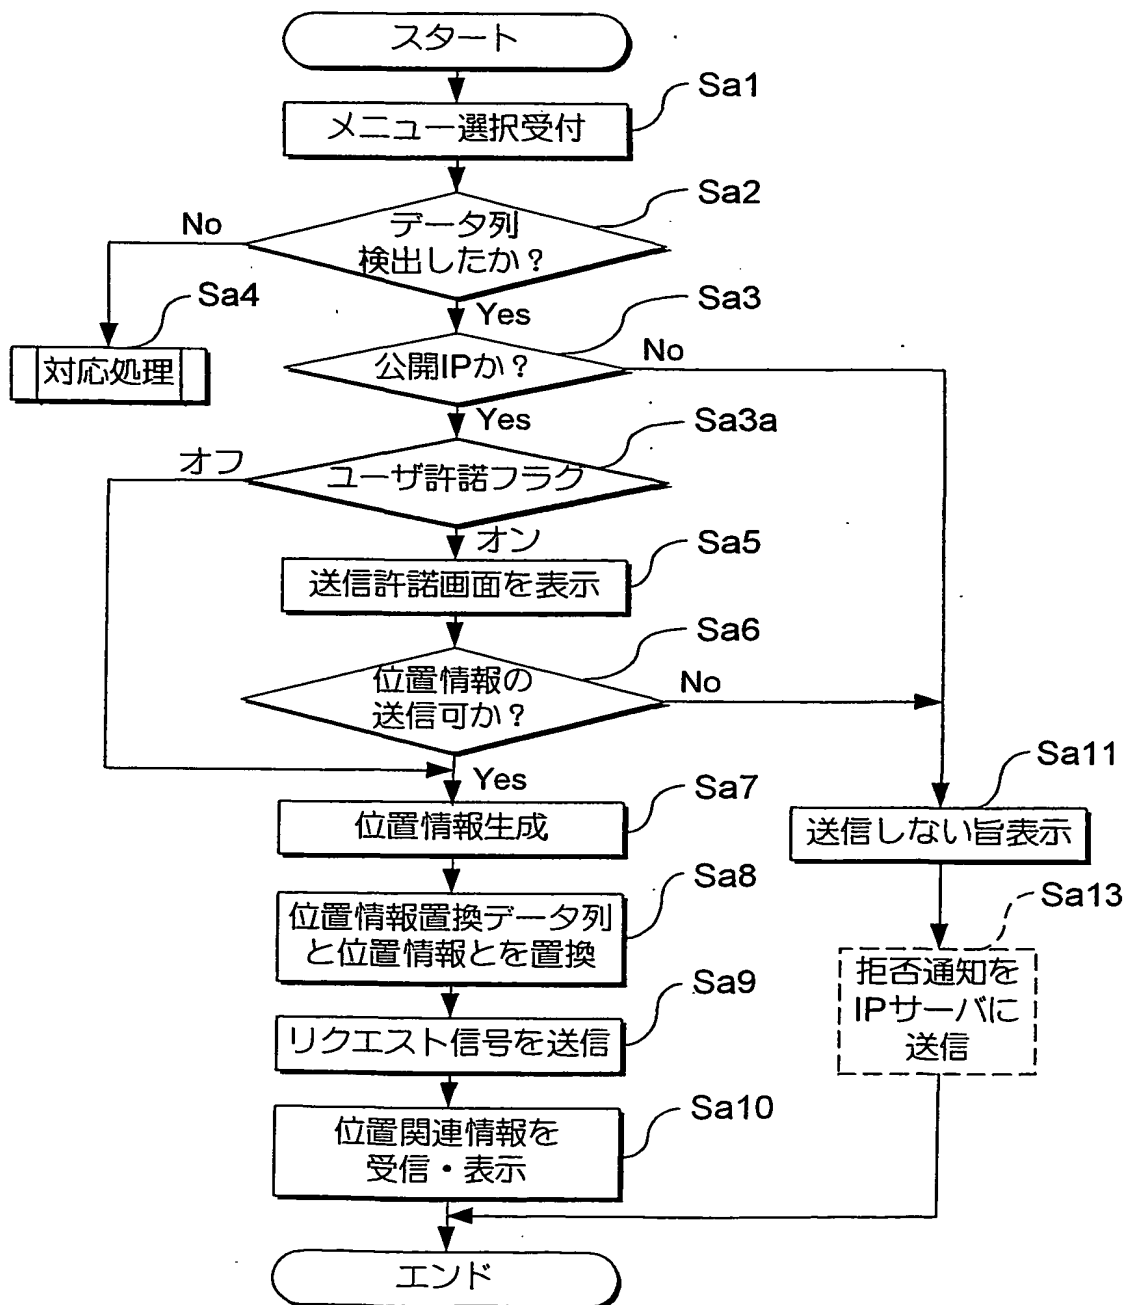 スタート
Sa1
メニュー選択受付
Sa2
No
データ列
検出したか？
Sa4
Yes
Sa3
対応処理
公開IPか？
No
Yes
Sa3a
オフ
ユーザ許諾フラク
オン
Sa5
送信許諾画面を表示
Sa6
位置情報の
送信可か？
No
Yes
Sa7
位置情報生成
Sa11
送信しない旨表示
Sa8
位置情報置換データ列
と位置情報とを置換
Sa13
拒否通知を
IPサーバに
送信
Sa9
リクエスト信号を送信
Sa10
位置関連情報を
受信・表示
エンド